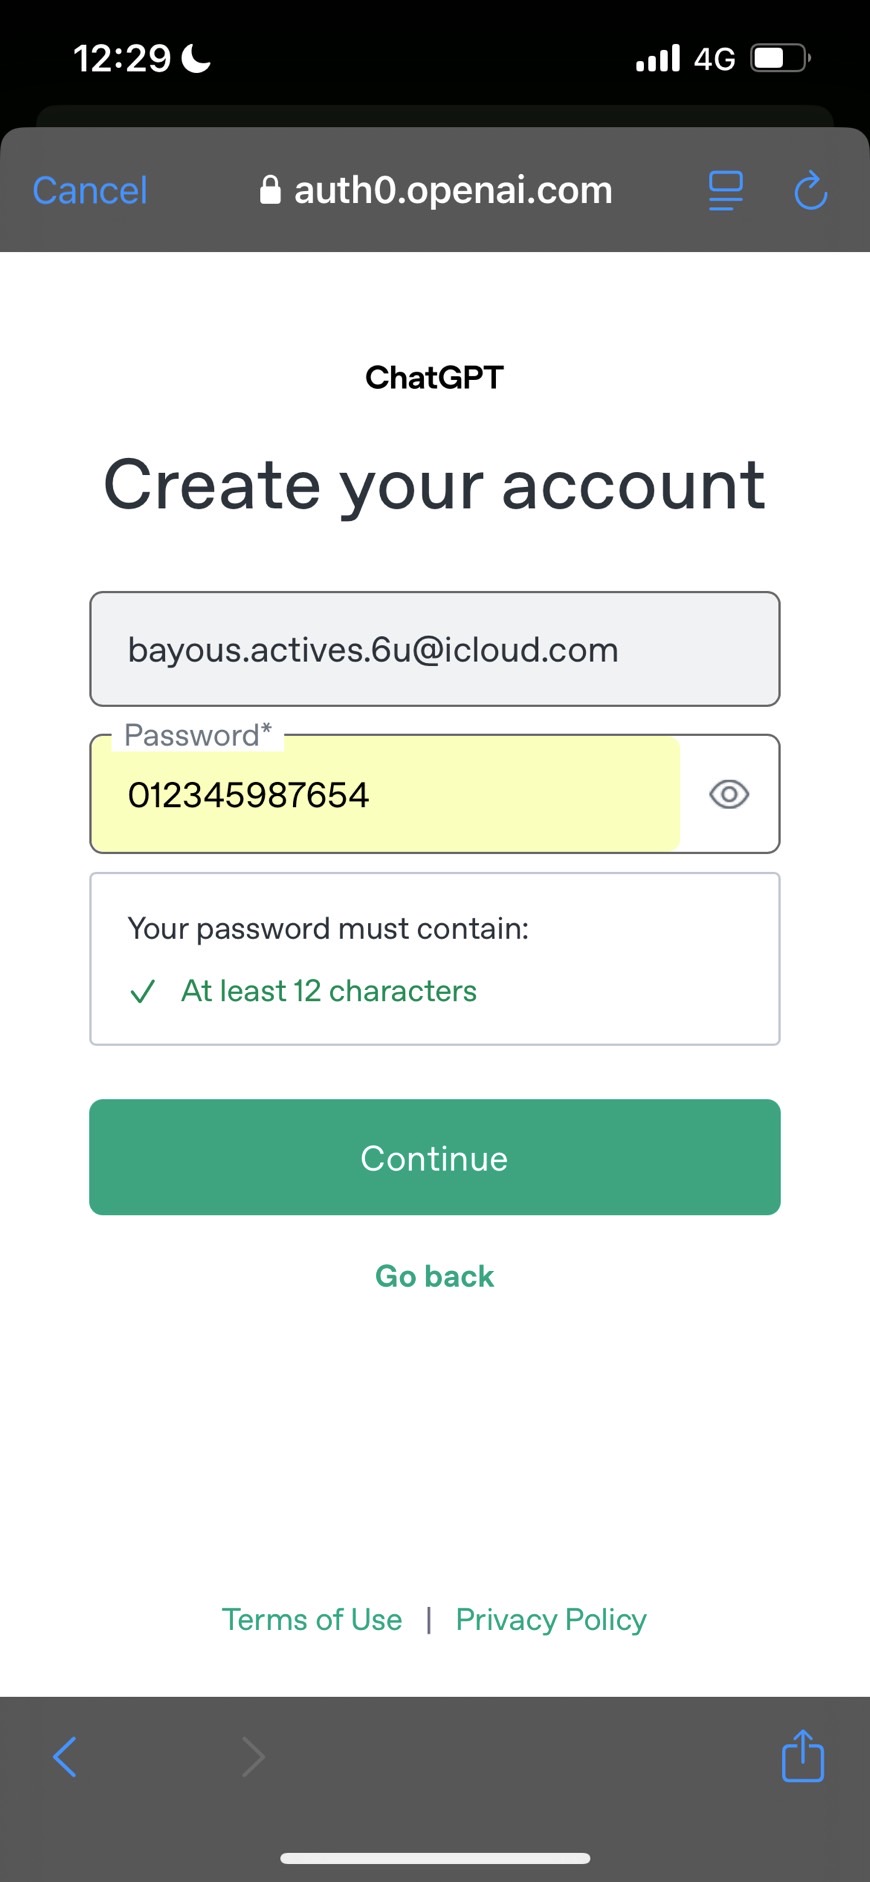 12:29
4G
Cancel
auth0.openai.com
ChatGPT
Create your account
bayous.actives.6u@icloud.com
Password*
012345987654
Your password must contain:
At least 12 characters
Continue
Go back
Terms of Use | Privacy Policy